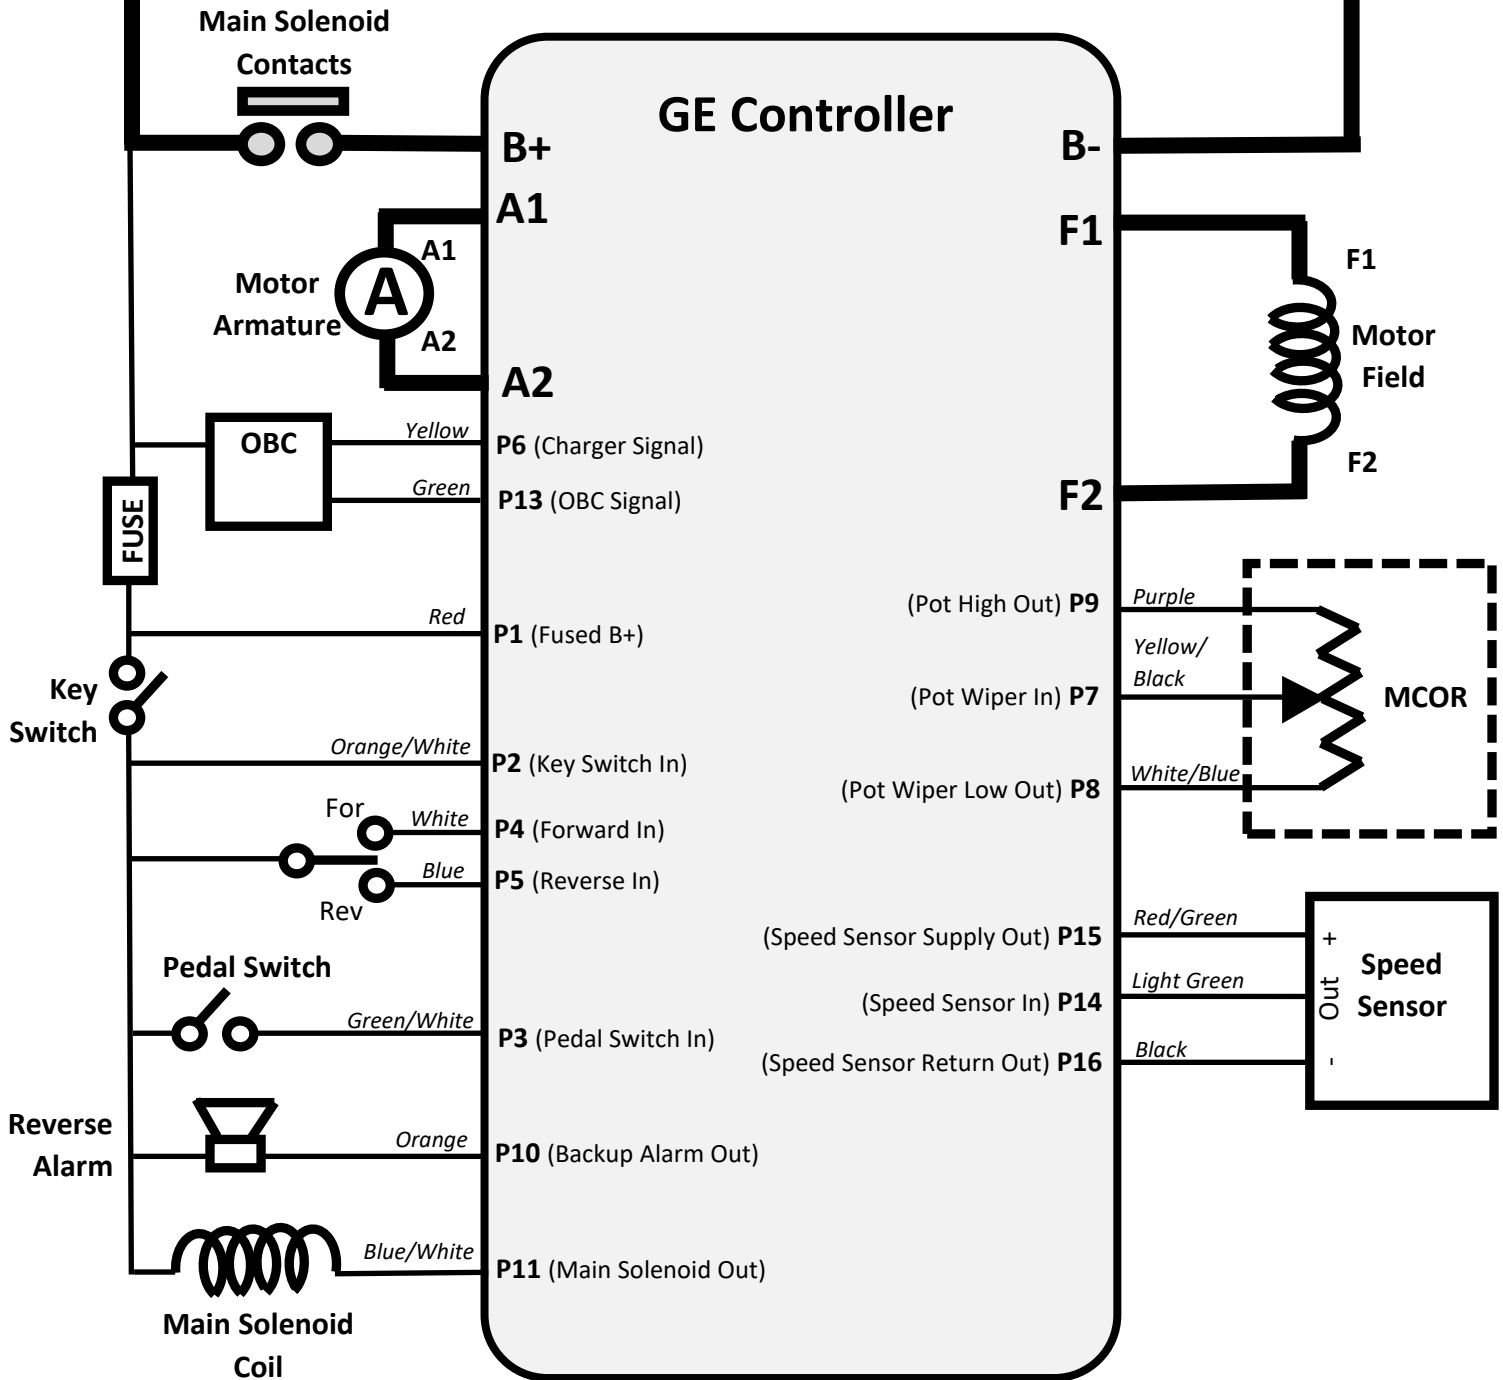 Main Solenoid
Contacts
GE Controller
B+
B-
A1
F1
A1
F1
Motor
Armature
A
A2
A2
Motor
Field
F2
F2
OBC
Yellow
P6 (Charger Signal)
Green
P13 (OBC Signal)
FUSE
Red
P1 (Fused B+)
(Pot High Out) P9
Purple
Yellow/
Black
(Pot Wiper In) P7
MCOR
Key
Switch
Orange/White
P2 (Key Switch In)
(Pot Wiper Low Out) P8
White/Blue
For
White
P4 (Forward In)
Blue
P5 (Reverse In)
Rev
(Speed Sensor Supply Out) P15
Red/Green
+
Pedal Switch
Speed
Sensor
Out
(Speed Sensor In) P14
Light Green
Green/White
P3 (Pedal Switch In)
(Speed Sensor Return Out) P16
Black
-
Reverse
Alarm
Orange
P10 (Backup Alarm Out)
Blue/White
P11 (Main Solenoid Out)
Main Solenoid
Coil